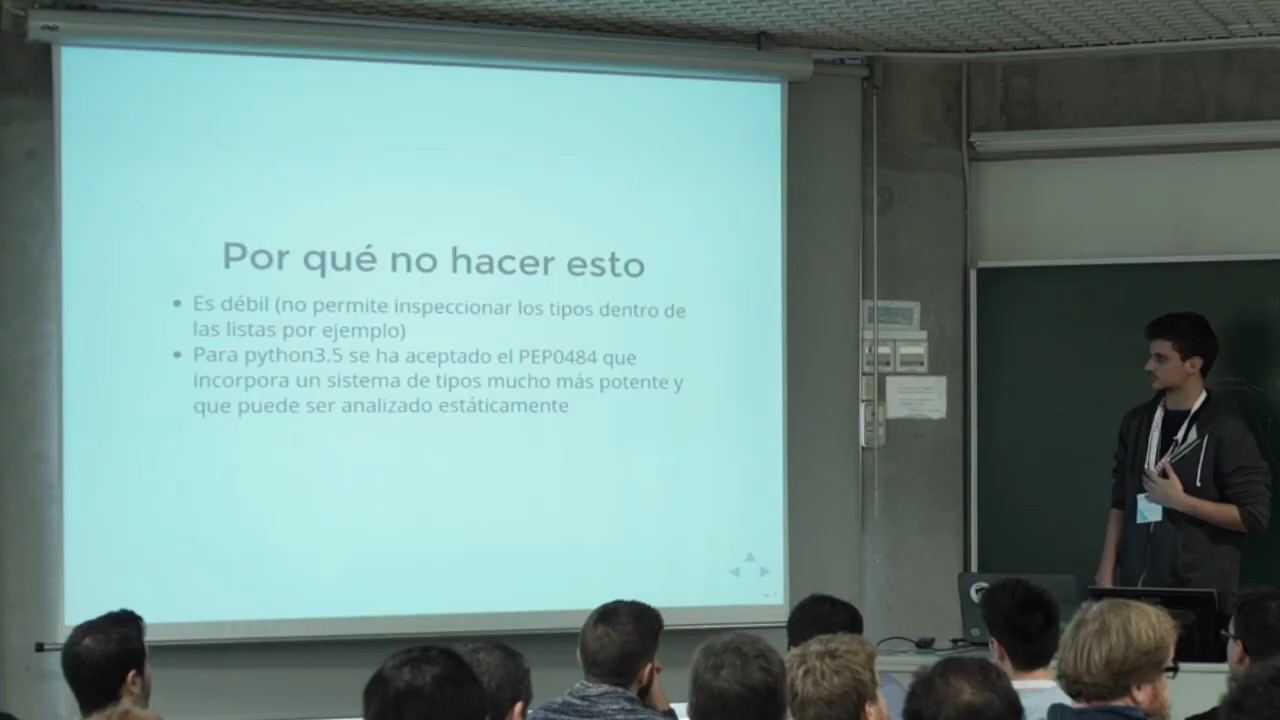 Por qué no hacer esto
• Es débil (no permite inspeccionar los tipos dentro de
las listas por ejemplo)
• Para python3.5 se ha aceptado el PEP0484 que
incorpora un sistema de tipos mucho más potente y
que puede ser analizado estáticamente